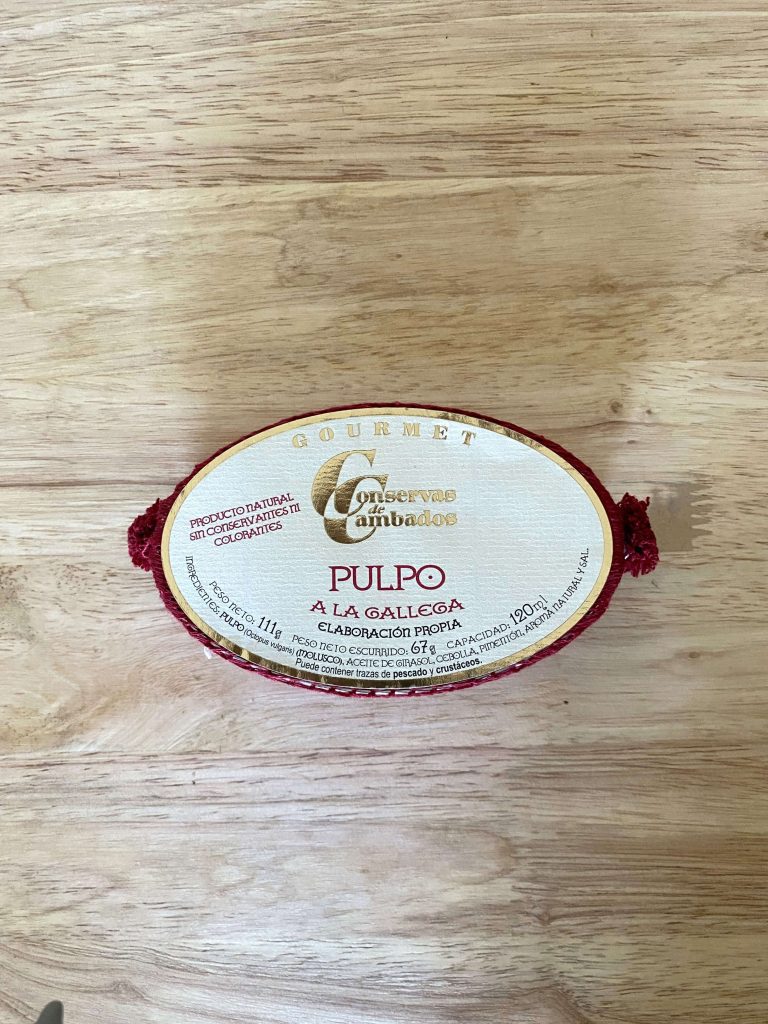 GOURMET
Conservas
de
Cambados
PRODUCTO NATURAL
SIN CONSERVANTES NI
COLORANTES
PULPO
A LA GALLEGA
ELABORACIÓN PROPIA
PESO NETO: 111g PESO NETO ESCURRIDO: 67g CAPACIDAD: 120ml
INGREDIENTES: PULPO (Octopus vulgaris) (MOLUSCO), ACEITE DE GIRASOL, CEBOLLA, PIMENTÓN, AROMA NATURAL Y SAL.
Puede contener trazas de pescado y crustáceos.